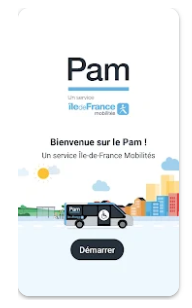 Pam
Un service
îledeFrance
mobilités
Bienvenue sur le Pam !
Un service Île-de-France Mobilités
Pam
Démarrer